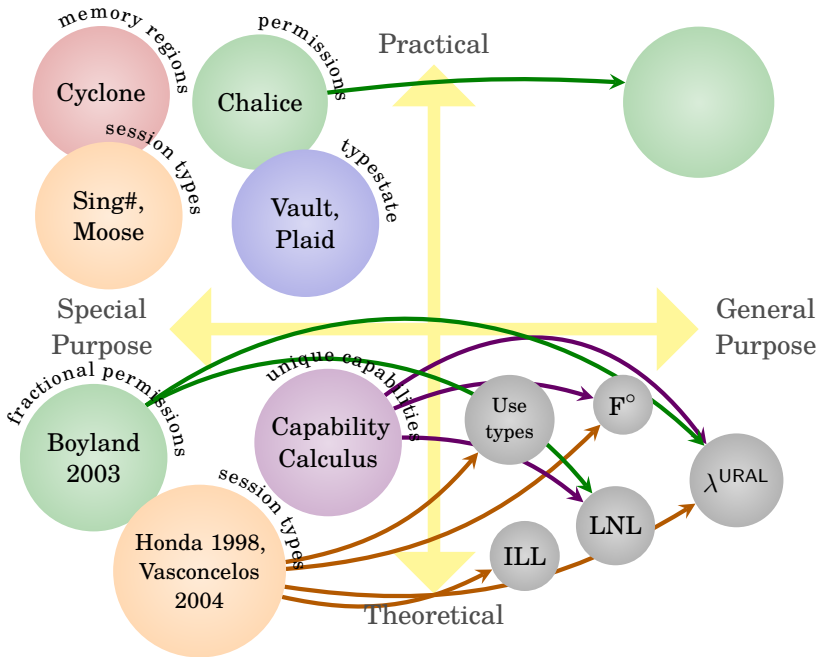 memory regions
permissions
Practical
Cyclone
Chalice
session types
typestate
Sing#,
Moose
Vault,
Plaid
Special
Purpose
General
Purpose
fractional permissions
unique capabilities
Boyland
2003
Capability
Calculus
Use
types
F°
λURAL
session types
Honda 1998,
Vasconcelos
2004
LNL
ILL
Theoretical